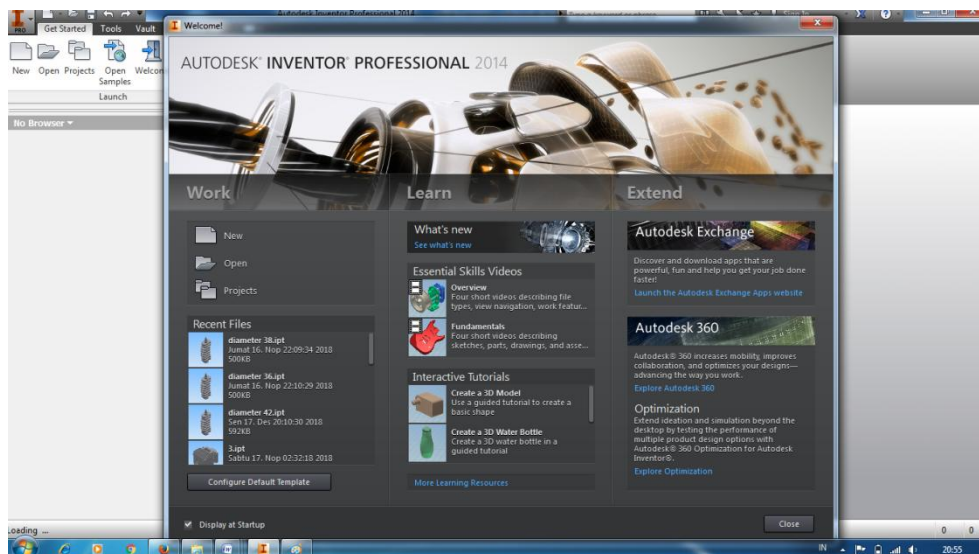 Autodesk Inventor Professional 2014
Sign In
PRO
Get Started Tools Vault
New Open Projects Open Samples Welcom
Launch
No Browser
Welcome!
AUTODESK® INVENTOR® PROFESSIONAL 2014
Work
New
Open
Projects
Recent Files
diameter 38.ipt
Jumat 16. Nop 22:09:34 2018
500KB
diameter 36.ipt
Jumat 16. Nop 22:10:29 2018
500KB
diameter 42.ipt
Sen 17. Des 20:10:30 2018
592KB
3.ipt
Sabtu 17. Nop 02:32:18 2018
Configure Default Template
Learn
What's new
See what's new
Essential Skills Videos
Overview
Four short videos describing file
types, view navigation, work featur...
Fundamentals
Four short videos describing
sketches, parts, drawings, and asse...
Interactive Tutorials
Create a 3D Model
Use a guided tutorial to create a
basic shape
Create a 3D Water Bottle
Create a 3D water bottle in a
guided tutorial
More Learning Resources
Extend
Autodesk Exchange
Discover and download apps that are
powerful, fun and help you get your job done
faster!
Launch the Autodesk Exchange Apps website
Autodesk 360
Autodesk® 360 increases mobility, improves
collaboration, and optimizes your designs—
advancing the way you work.
Explore Autodesk 360
Optimization
Extend ideation and simulation beyond the
desktop by testing the performance of
multiple product design options with
Autodesk® 360 Optimization for Autodesk
Inventor®.
Explore Optimization
Display at Startup
Close
Loading ...
0 0
IN
20:55